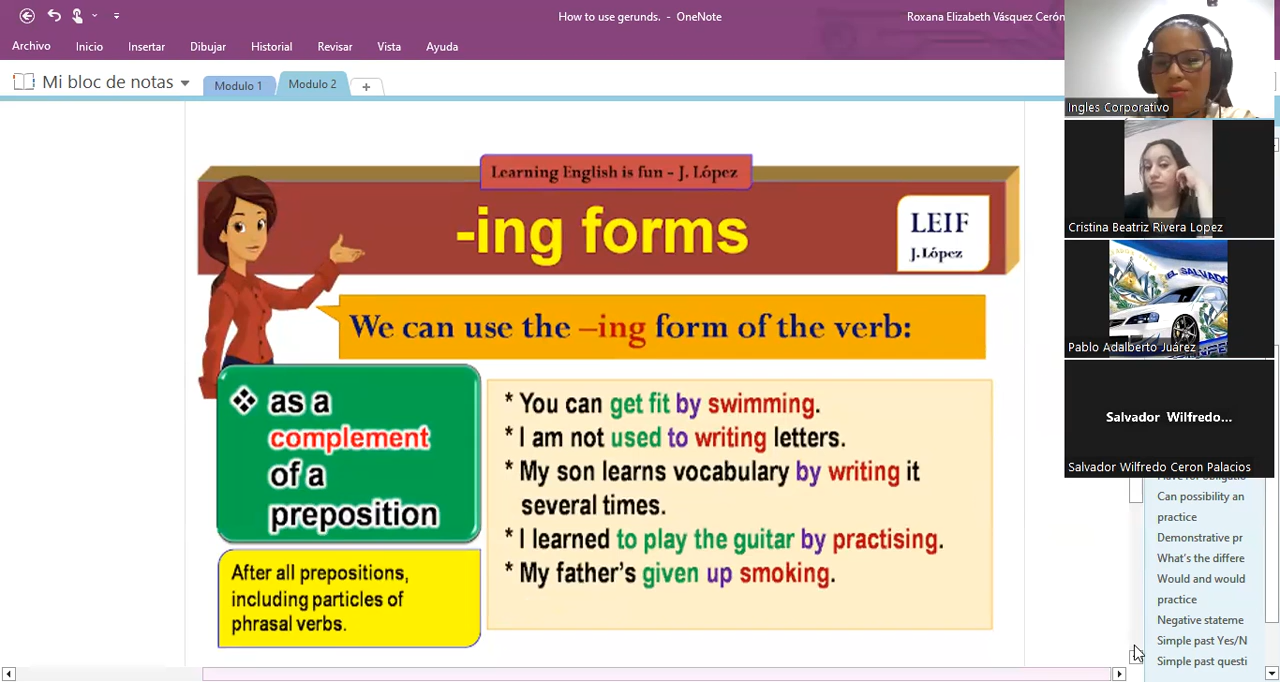 How to use gerunds. - OneNote
Roxana Elizabeth Vásquez Cerón
Archivo Inicio Insertar Dibujar Historial Revisar Vista Ayuda
Mi bloc de notas Modulo 1 Modulo 2 +
Learning English is fun - J. López
-ing forms
LEIF
J.López
We can use the –ing form of the verb:
❖ as a
complement
of a
preposition
After all prepositions,
including particles of
phrasal verbs.
* You can get fit by swimming.
* I am not used to writing letters.
* My son learns vocabulary by writing it
several times.
* I learned to play the guitar by practising.
* My father's given up smoking.
Ingles Corporativo
Cristina Beatriz Rivera Lopez
EL SALVADOR
Pablo Adalberto Juárez
Salvador Wilfredo...
Salvador Wilfredo Ceron Palacios
Can possibility an
practice
Demonstrative pr
What's the differe
Would and would
practice
Negative stateme
Simple past Yes/N
Simple past questi